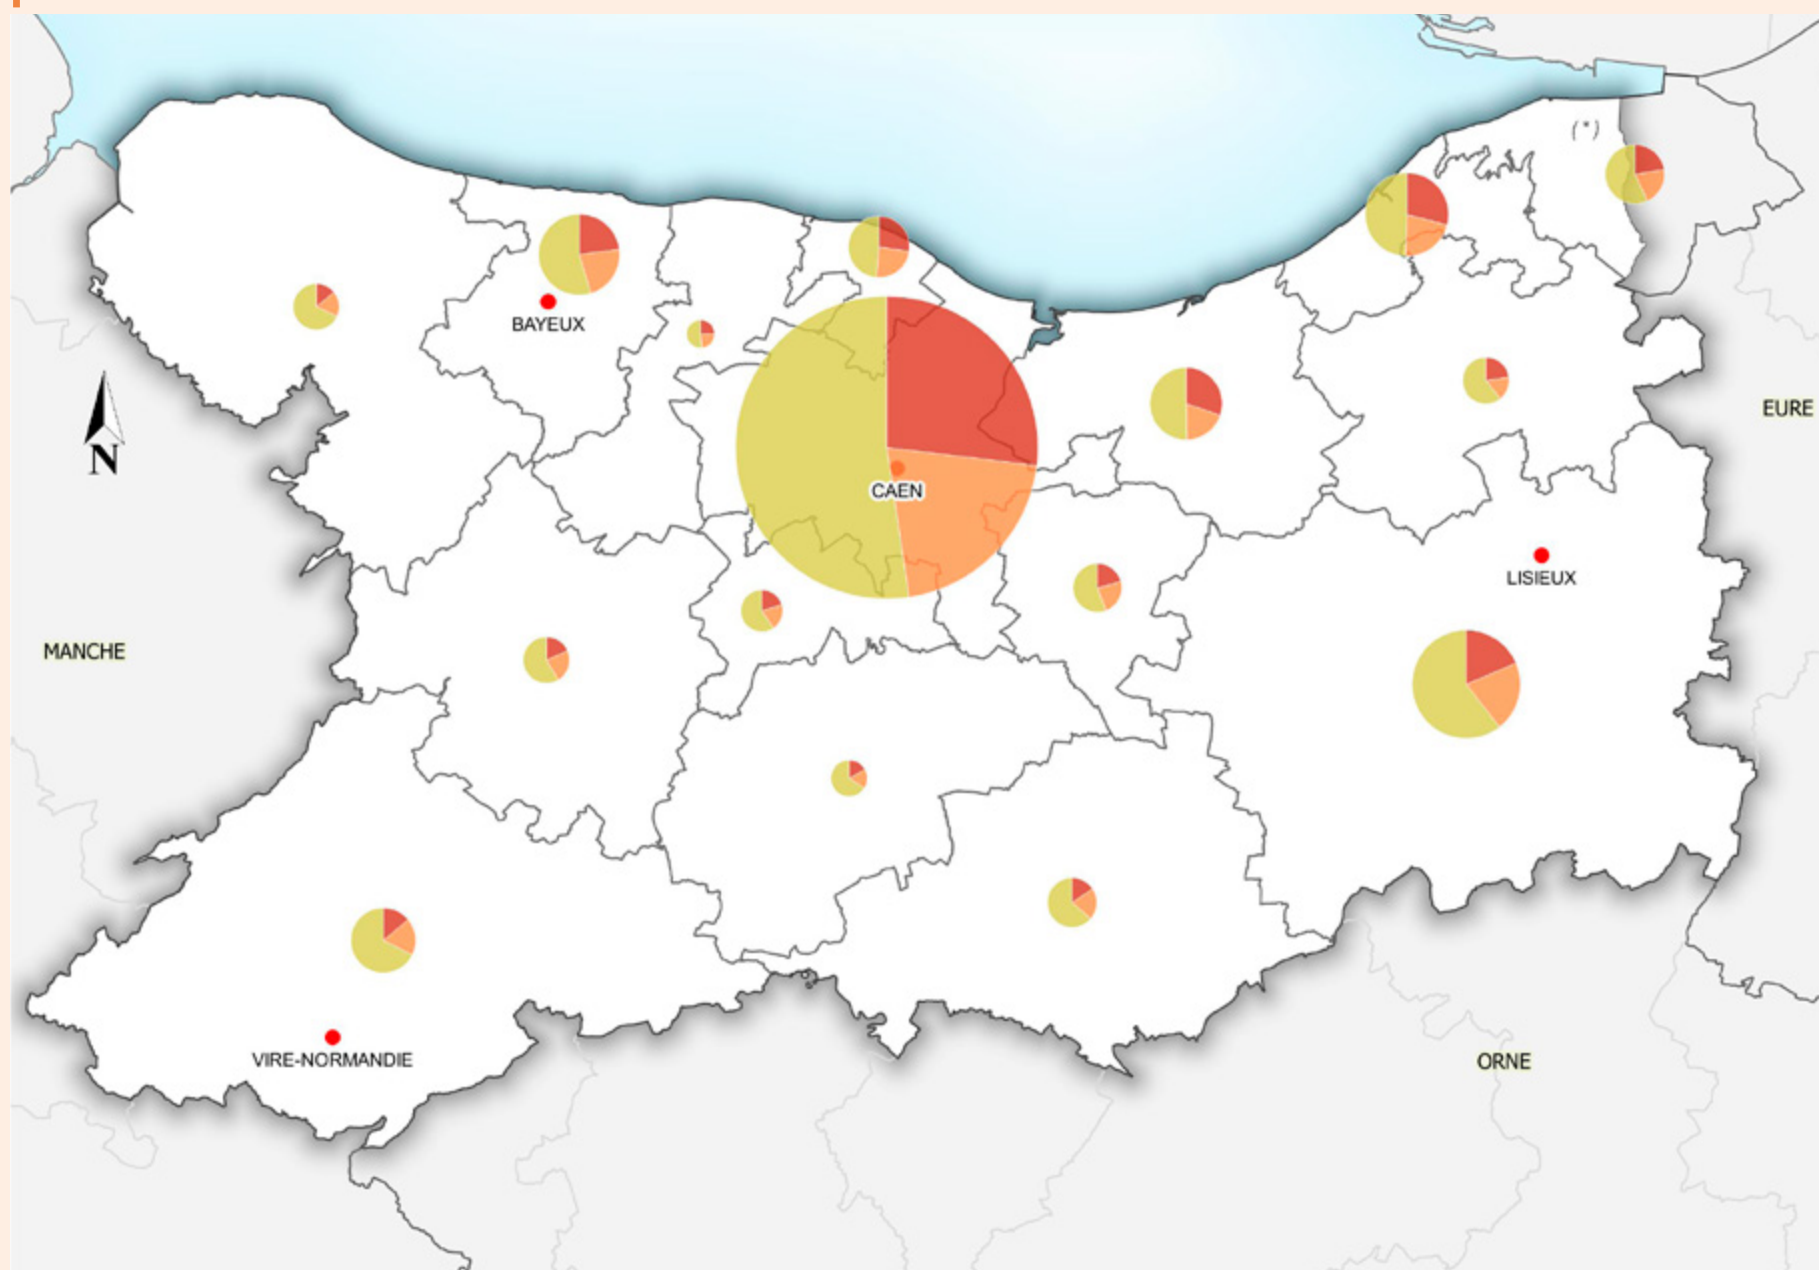 (*)
BAYEUX
EURE
N
CAEN
LISIEUX
MANCHE
VIRE-NORMANDIE
ORNE